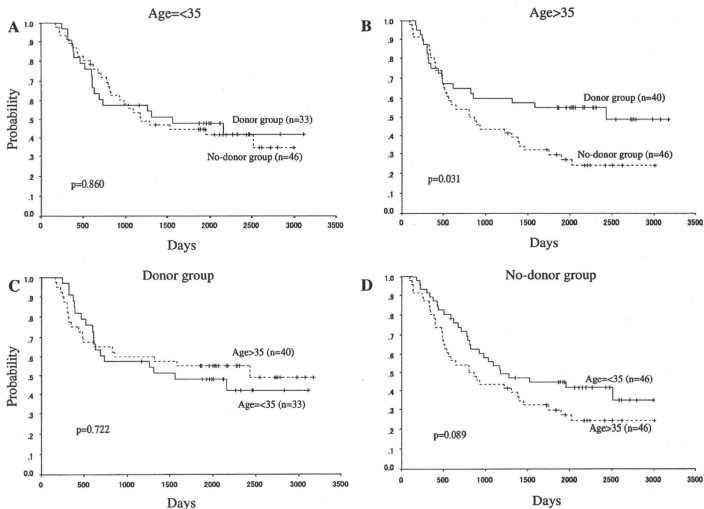 A
Age=<35
1.0
.9
.8
.7
.6
.5
.4
.3
.2
.1
0.0
Probability
Donor group (n=33)
No-donor group (n=46)
p=0.860
0 500 1000 1500 2000 2500 3000 3500
Days
B
Age>35
1.0
.9
.8
.7
.6
.5
.4
.3
.2
.1
0.0
Donor group (n=40)
No-donor group (n=46)
p=0.031
0 500 1000 1500 2000 2500 3000 3500
Days
C
Donor group
1.0
.9
.8
.7
.6
.5
.4
.3
.2
.1
0.0
Probability
Age>35 (n=40)
Age=<35 (n=33)
p=0.722
0 500 1000 1500 2000 2500 3000 3500
Days
D
No-donor group
1.0
.9
.8
.7
.6
.5
.4
.3
.2
.1
0.0
Age=<35 (n=46)
Age>35 (n=46)
p=0.089
0 500 1000 1500 2000 2500 3000 3500
Days